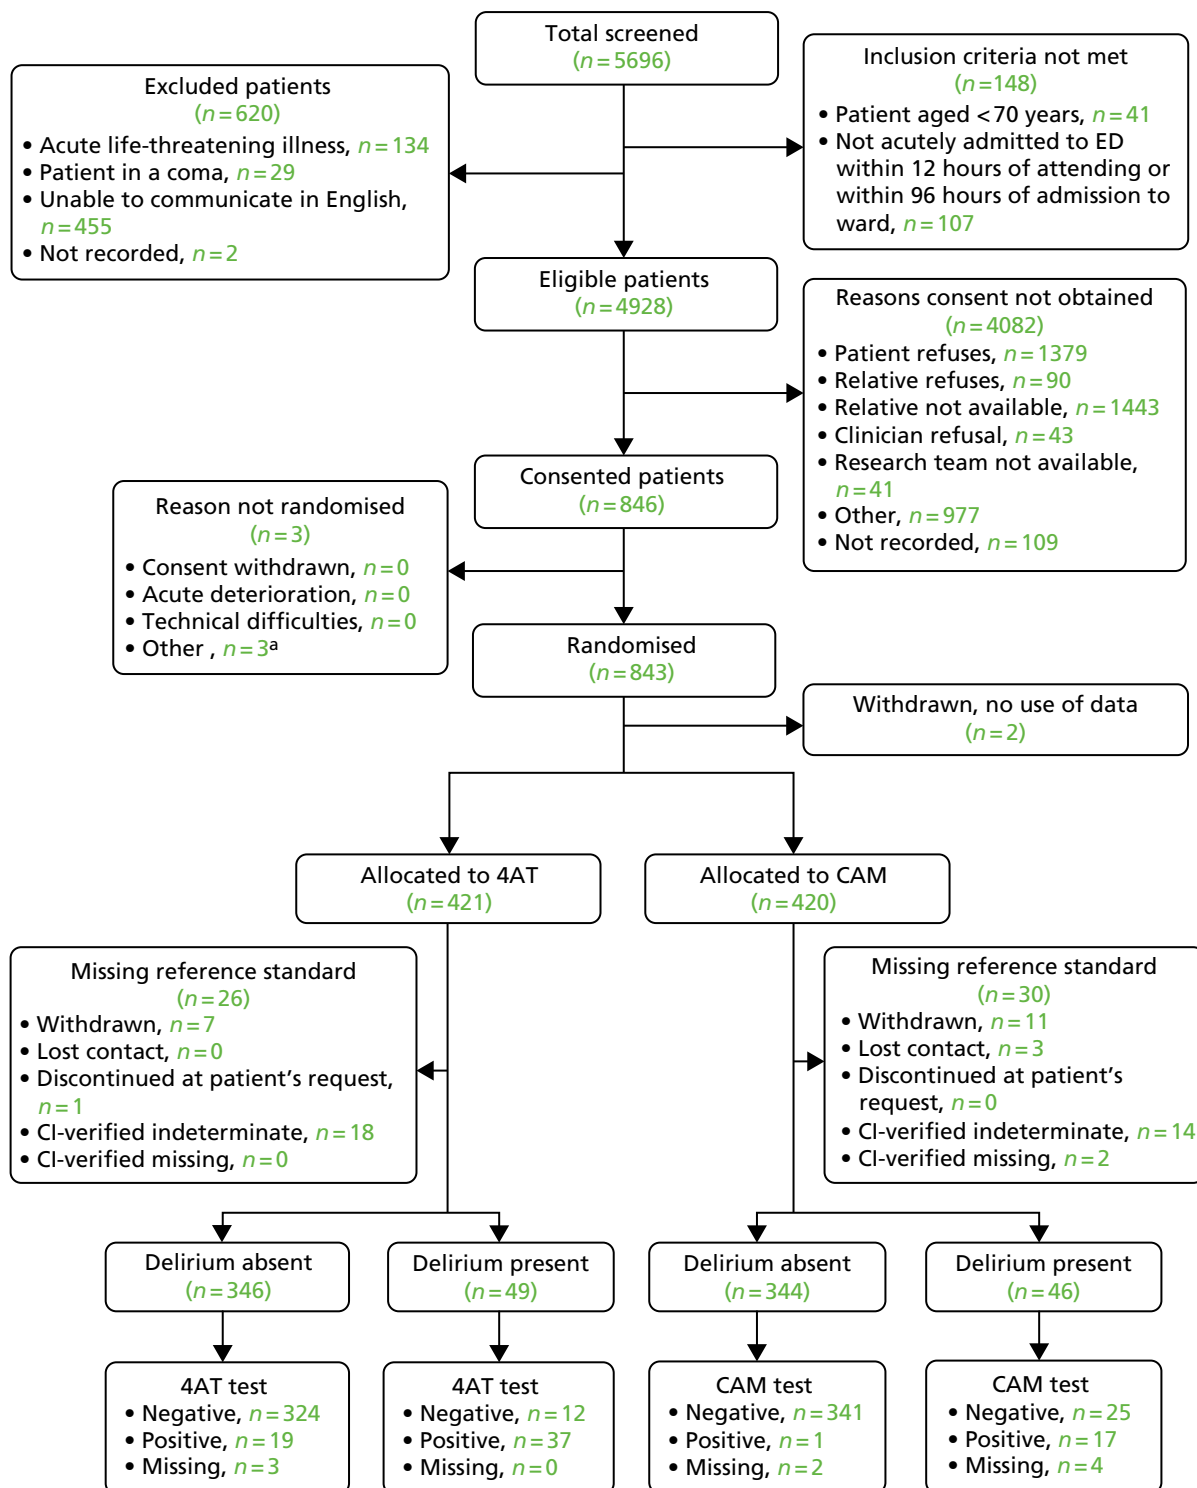 Total screened
(n=5696)
Inclusion criteria not met
(n=148)
• Patient aged <70 years, n=41
• Not acutely admitted to ED
within 12 hours of attending or
within 96 hours of admission to
ward, n=107
Excluded patients
(n=620)
• Acute life-threatening illness, n=134
• Patient in a coma, n=29
• Unable to communicate in English,
n=455
• Not recorded, n=2
Eligible patients
(n=4928)
Reasons consent not obtained
(n=4082)
• Patient refuses, n=1379
• Relative refuses, n=90
• Relative not available, n=1443
• Clinician refusal, n=43
• Research team not available,
n=41
• Other, n=977
• Not recorded, n=109
Consented patients
(n=846)
Reason not randomised
(n=3)
• Consent withdrawn, n=0
• Acute deterioration, n=0
• Technical difficulties, n=0
• Other , n=3a
Randomised
(n=843)
Withdrawn, no use of data
(n=2)
Allocated to 4AT
(n=421)
Allocated to CAM
(n=420)
Missing reference standard
(n=26)
• Withdrawn, n=7
• Lost contact, n=0
• Discontinued at patient's request,
n=1
• CI-verified indeterminate, n=18
• CI-verified missing, n=0
Missing reference standard
(n=30)
• Withdrawn, n=11
• Lost contact, n=3
• Discontinued at patient's
request, n=0
• CI-verified indeterminate, n=14
• CI-verified missing, n=2
Delirium absent
(n=346)
Delirium present
(n=49)
Delirium absent
(n=344)
Delirium present
(n=46)
4AT test
• Negative, n=324
• Positive, n=19
• Missing, n=3
4AT test
• Negative, n=12
• Positive, n=37
• Missing, n=0
CAM test
• Negative, n=341
• Positive, n=1
• Missing, n=2
CAM test
• Negative, n=25
• Positive, n=17
• Missing, n=4